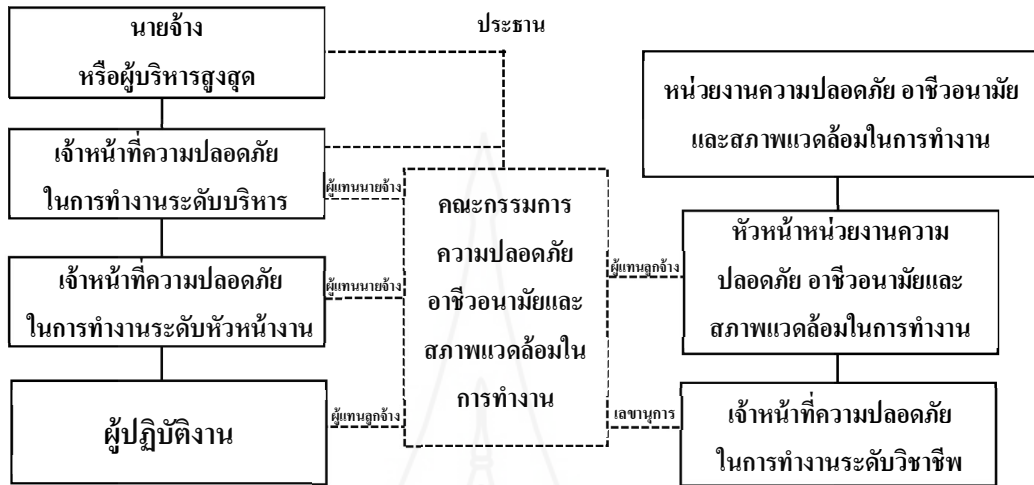 นายจ้าง
หรือผู้บริหารสูงสุด
ประธาน
เจ้าหน้าที่ความปลอดภัย
ในการทำงานระดับบริหาร
ผู้แทนนายจ้าง
เจ้าหน้าที่ความปลอดภัย
ในการทำงานระดับหัวหน้างาน
ผู้แทนนายจ้าง
ผู้ปฏิบัติงาน
ผู้แทนลูกจ้าง
คณะกรรมการ
ความปลอดภัย
อาชีวอนามัยและ
สภาพแวดล้อมใน
การทำงาน
หน่วยงานความปลอดภัย อาชีวอนามัย
และสภาพแวดล้อมในการทำงาน
ผู้แทนลูกจ้าง
หัวหน้าหน่วยงานความ
ปลอดภัย อาชีวอนามัยและ
สภาพแวดล้อมในการทำงาน
เลขานุการ
เจ้าหน้าที่ความปลอดภัย
ในการทำงานระดับวิชาชีพ